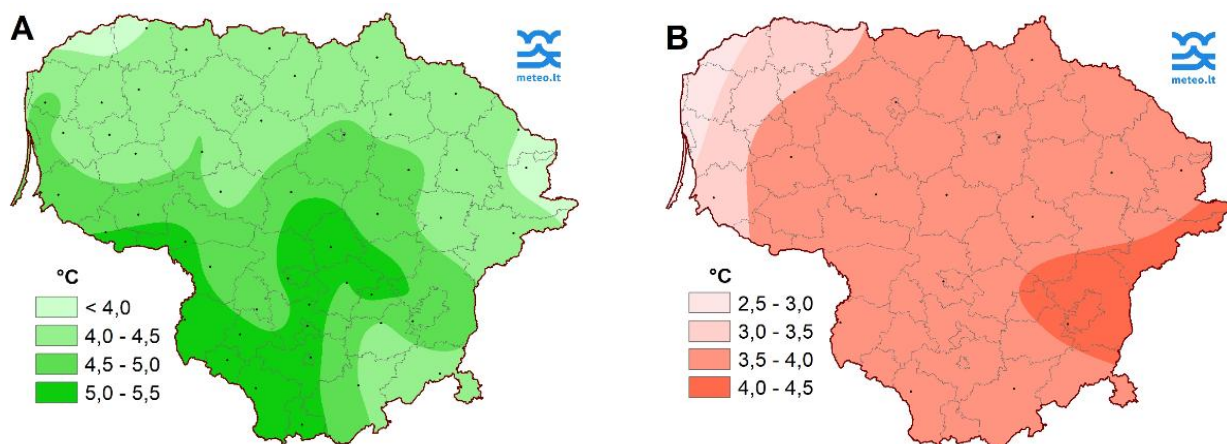 A
meteo.lt
°C
< 4,0
4,0 - 4,5
4,5 - 5,0
5,0 - 5,5
B
meteo.lt
°C
2,5 - 3,0
3,0 - 3,5
3,5 - 4,0
4,0 - 4,5